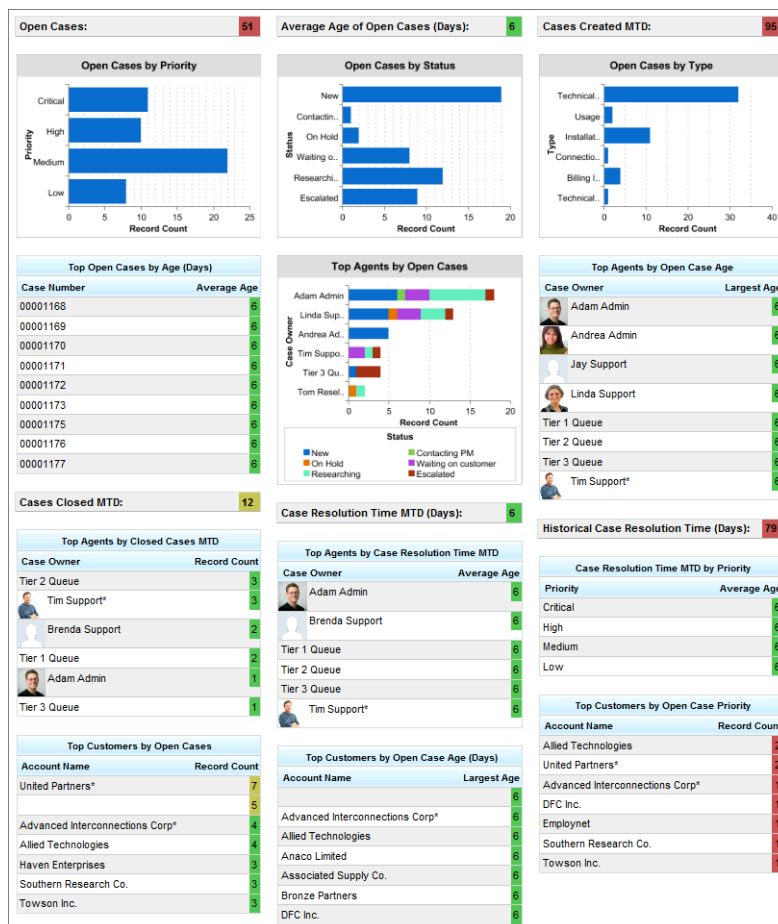 Open Cases: 51
Open Cases by Priority
Priority
Critical
High
Medium
Low
0 5 10 15 20 25
Record Count
Top Open Cases by Age (Days)
Case Number Average Age
00001168 6
00001169 6
00001170 6
00001171 6
00001172 6
00001173 6
00001175 6
00001176 6
00001177 6
Cases Closed MTD: 12
Top Agents by Closed Cases MTD
Case Owner Record Count
Tier 2 Queue 3
Tim Support* 3
Brenda Support 2
Tier 1 Queue 2
Adam Admin 1
Tier 3 Queue 1
Top Customers by Open Cases
Account Name Record Count
United Partners* 7
5
Advanced Interconnections Corp* 4
Allied Technologies 4
Haven Enterprises 3
Southern Research Co. 3
Towson Inc. 3
Average Age of Open Cases (Days): 6
Open Cases by Status
Status
New
Contactin..
On Hold
Waiting o..
Researchi..
Escalated
0 5 10 15 20
Record Count
Top Agents by Open Cases
Case Owner
Adam Admin
Linda Sup..
Andrea Ad..
Tim Suppo..
Tier 3 Qu..
Tom Resel..
0 5 10 15 20
Record Count
Status
New Contacting PM
On Hold Waiting on customer
Researching Escalated
Case Resolution Time MTD (Days): 6
Top Agents by Case Resolution Time MTD
Case Owner Average Age
Adam Admin 6
Brenda Support 6
Tier 1 Queue 6
Tier 2 Queue 6
Tier 3 Queue 6
Tim Support* 6
Top Customers by Open Case Age (Days)
Account Name Largest Age
6
Advanced Interconnections Corp* 6
Allied Technologies 6
Anaco Limited 6
Associated Supply Co. 6
Bronze Partners 6
DFC Inc. 6
Cases Created MTD: 95
Open Cases by Type
Type
Technical..
Usage
Installat..
Connectio..
Billing I..
Technical..
0 10 20 30 40
Record Count
Top Agents by Open Case Age
Case Owner Largest Age
Adam Admin 6
Andrea Admin 6
Jay Support 6
Linda Support 6
Tier 1 Queue 6
Tier 2 Queue 6
Tier 3 Queue 6
Tim Support* 6
Historical Case Resolution Time (Days): 79
Case Resolution Time MTD by Priority
Priority Average Age
Critical 6
High 6
Medium 6
Low 6
Top Customers by Open Case Priority
Account Name Record Coun
Allied Technologies 2
United Partners* 2
Advanced Interconnections Corp* 1
DFC Inc. 1
Employnet 1
Southern Research Co. 1
Towson Inc. 1